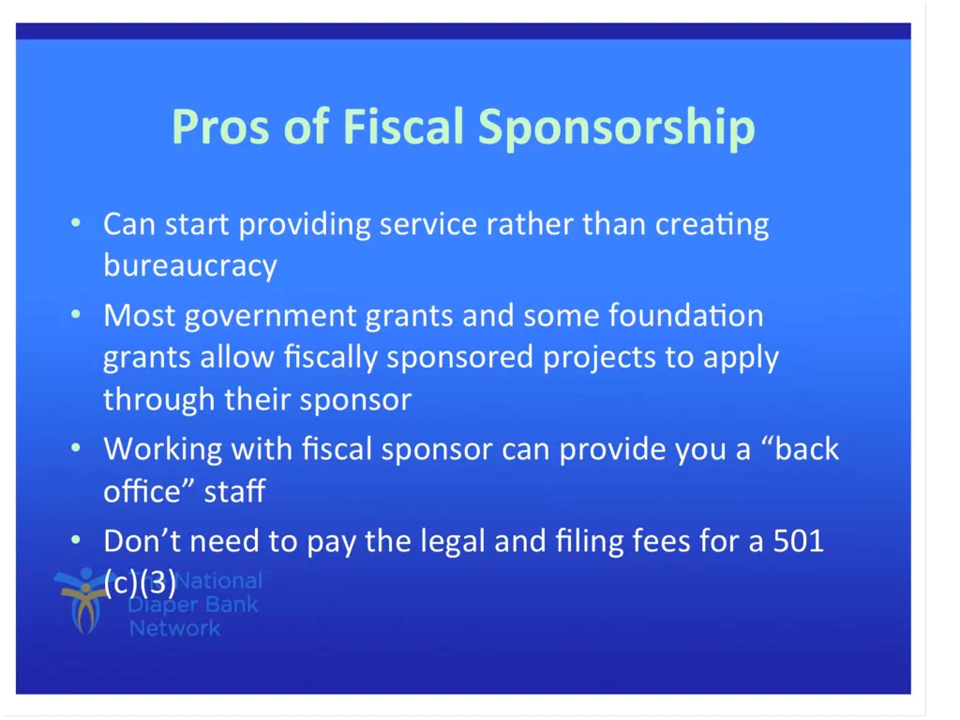 Pros of Fiscal Sponsorship
• Can start providing service rather than creating
bureaucracy
• Most government grants and some foundation
grants allow fiscally sponsored projects to apply
through their sponsor
• Working with fiscal sponsor can provide you a “back
office” staff
• Don’t need to pay the legal and filing fees for a 501
(c)(3)
The National
Diaper Bank
Network